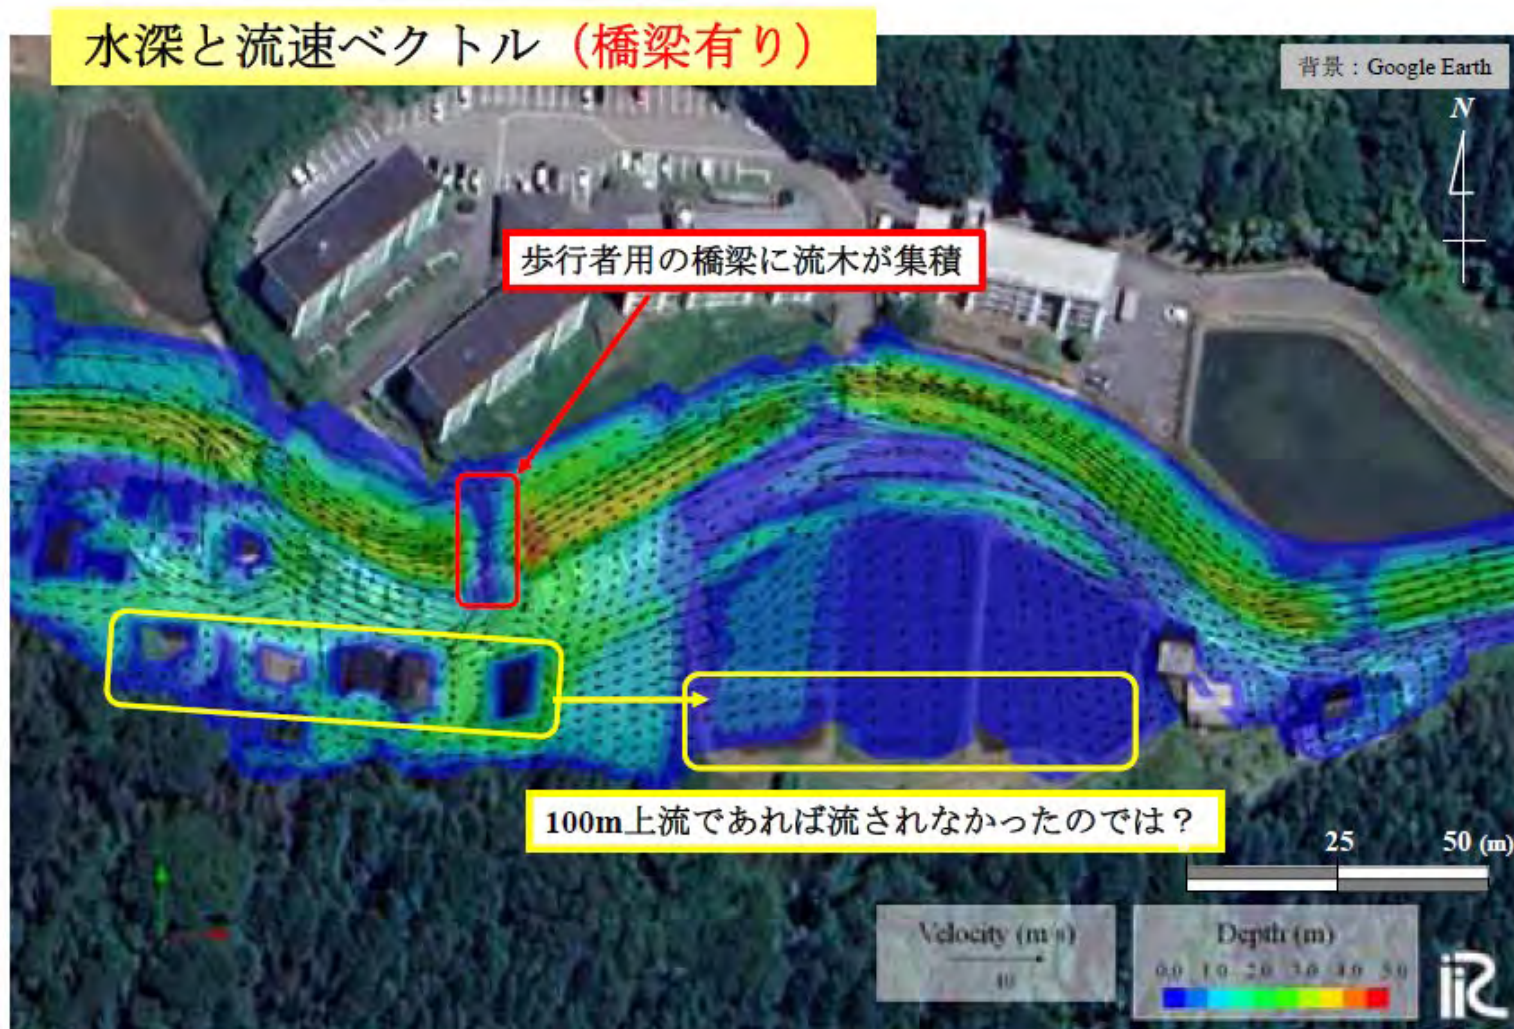 水深と流速ベクトル（橋梁有り）
背景：Google Earth
N
歩行者用の橋梁に流木が集積
100m上流であれば流されなかったのでは？
25 50 (m)
Velocity (m/s)
Depth (m)
0.0 1.0 2.0 3.0 4.0 5.0
iRIC